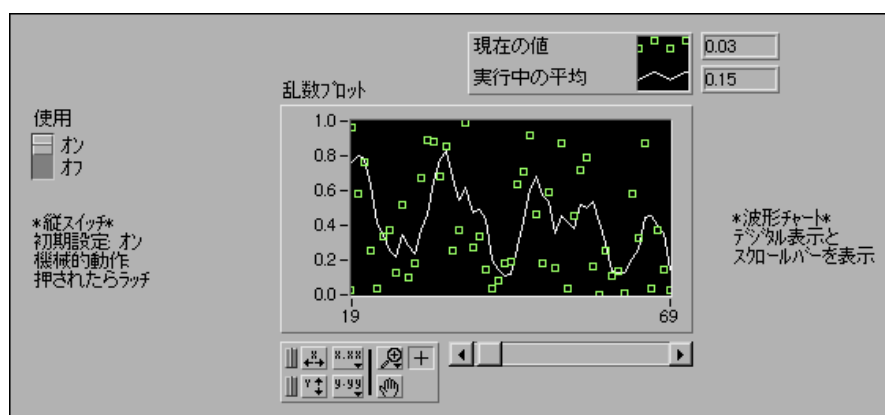 現在の値 0.03
実行中の平均 0.15
乱数プロット
使用
オン
オフ
*縦スイッチ*
初期設定: オン
機械的動作
押されたらラッチ
1.0
0.8
0.6
0.4
0.2
0.0
19 69
*波形チャート*
デジタル表示と
スクロールバーを表示
X X.XX
Y Y.YY